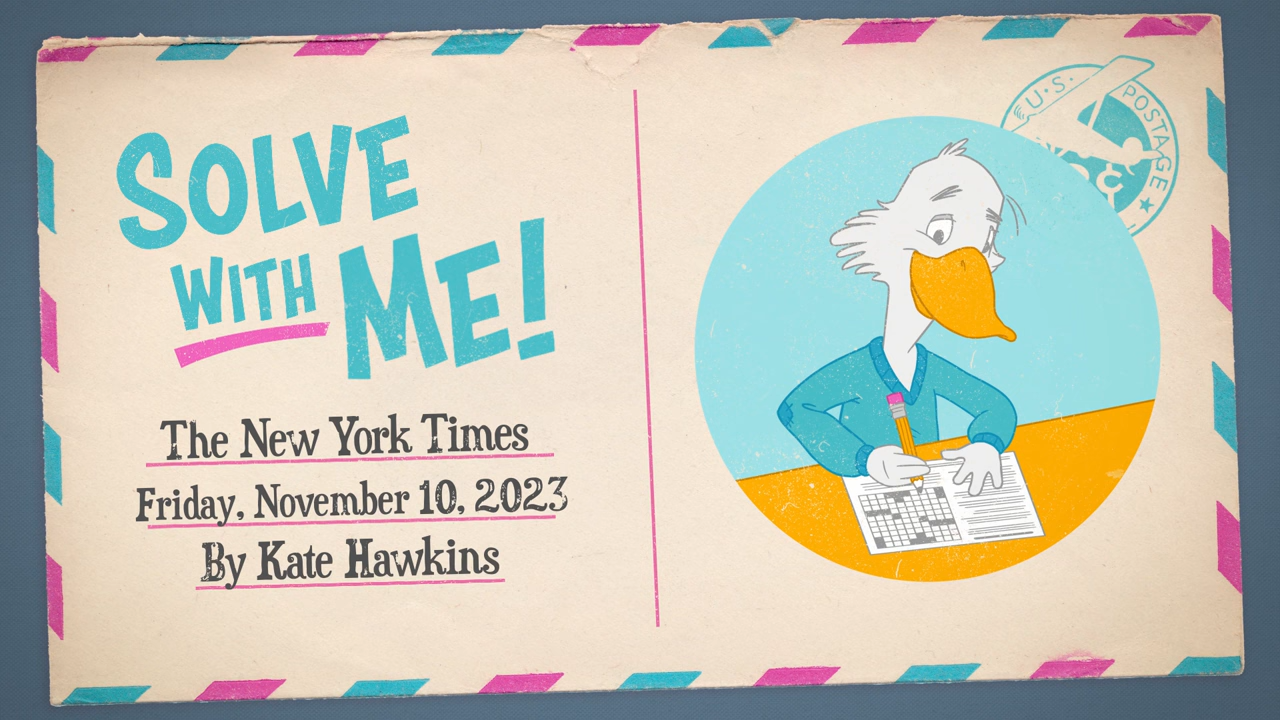 SOLVE
WITH ME!
The New York Times
Friday, November 10, 2023
By Kate Hawkins
U.S. POSTAGE